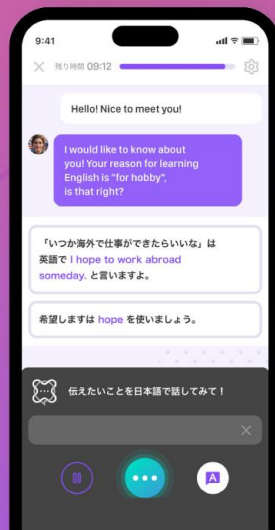 9:41
残り時間 09:12
Hello! Nice to meet you!
I would like to know about
you! Your reason for learning
English is "for hobby",
is that right?
「いつか海外で仕事ができたらいいな」は
英語で I hope to work abroad
someday. と言いますよ。
希望しますは hope を使いましょう。
伝えたいことを日本語で話してみて！
A